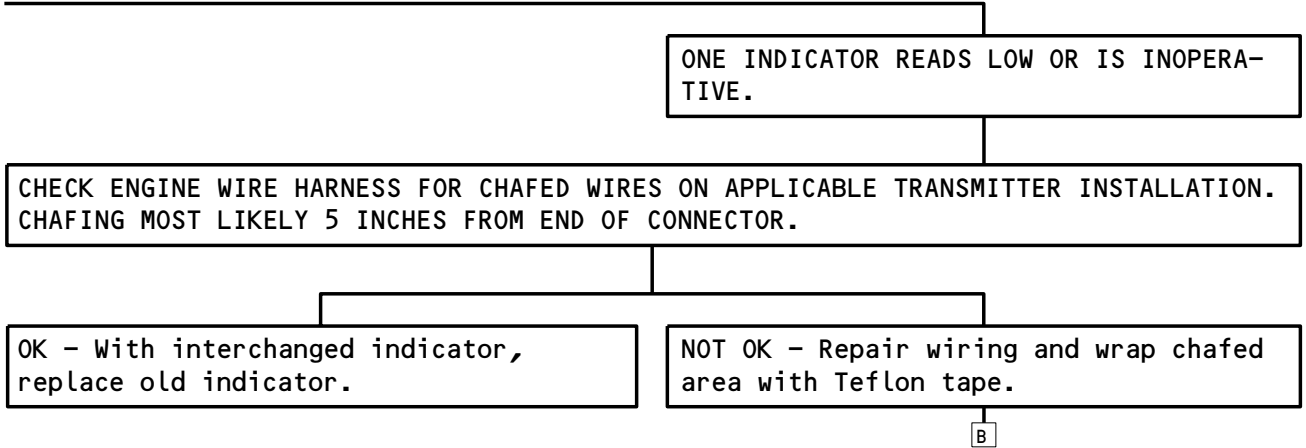 ONE INDICATOR READS LOW OR IS INOPERA-
TIVE.
CHECK ENGINE WIRE HARNESS FOR CHAFED WIRES ON APPLICABLE TRANSMITTER INSTALLATION.
CHAFING MOST LIKELY 5 INCHES FROM END OF CONNECTOR.
OK - With interchanged indicator,
replace old indicator.
NOT OK - Repair wiring and wrap chafed
area with Teflon tape.
B